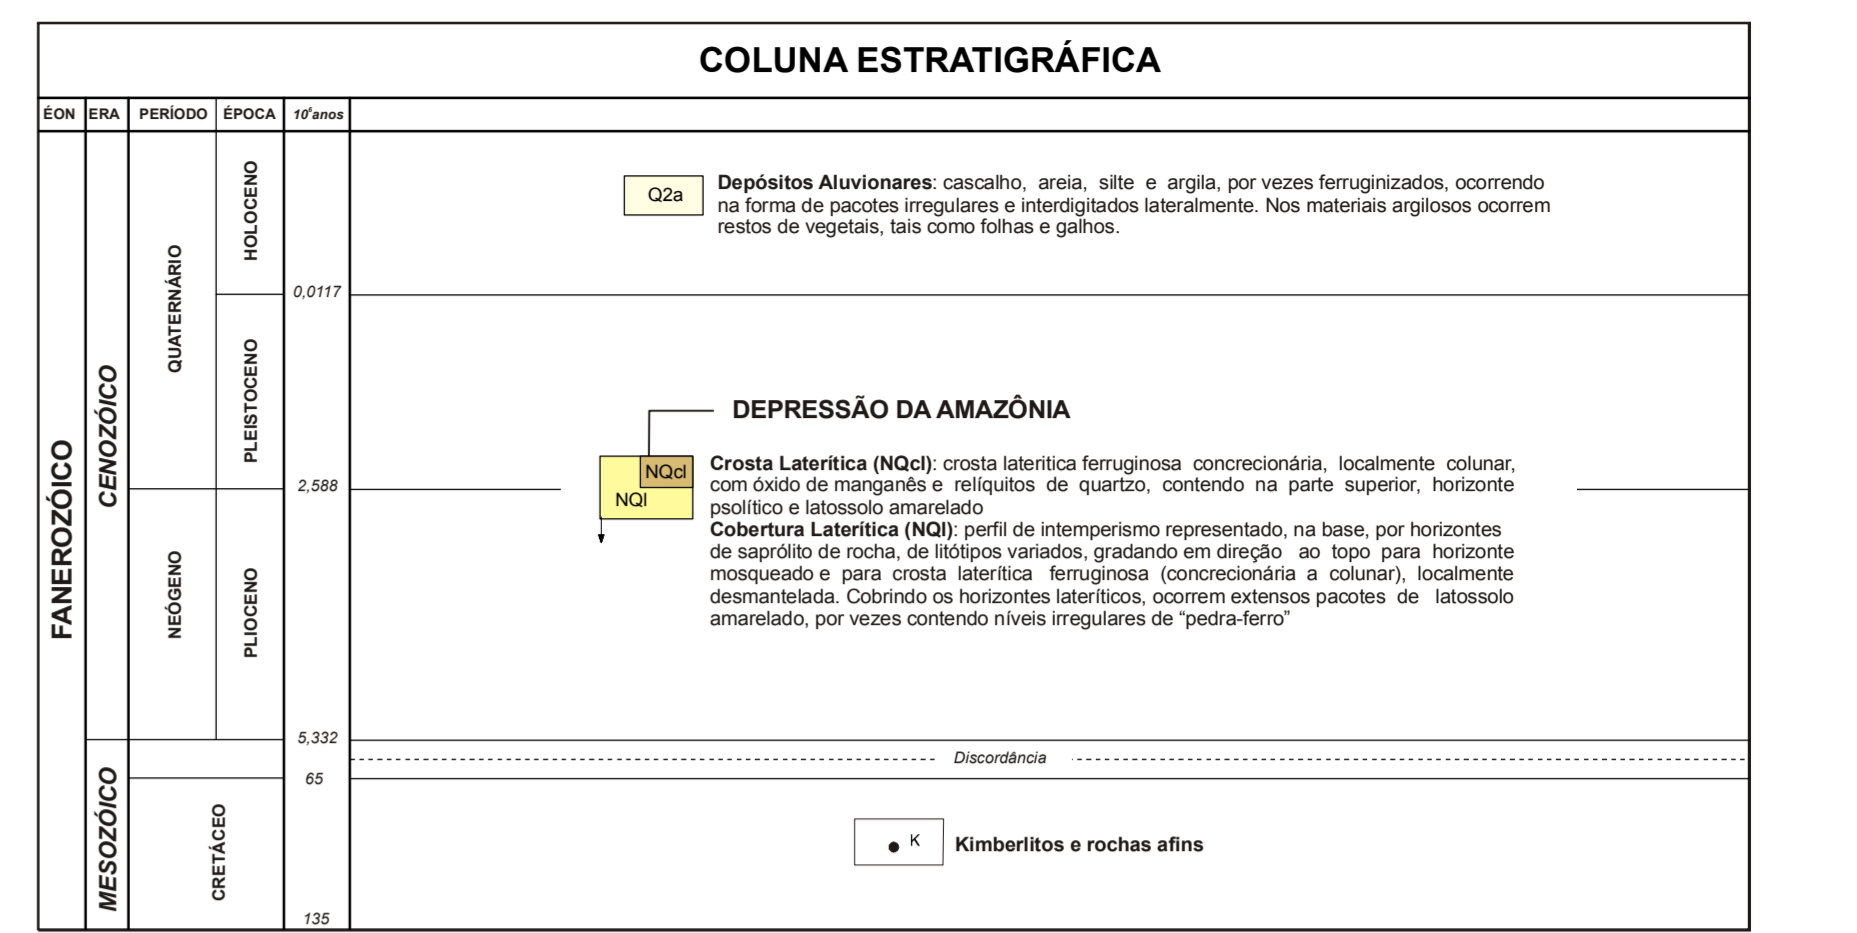 COLUNA ESTRATIGRÁFICA
ÉON ERA PERÍODO ÉPOCA 10⁶anos
FANEROZÓICO
CENOZÓICO
QUATERNÁRIO
HOLOCENO
Q2a
Depósitos Aluvionares: cascalho, areia, silte e argila, por vezes ferruginizados, ocorrendo
na forma de pacotes irregulares e interdigitados lateralmente. Nos materiais argilosos ocorrem
restos de vegetais, tais como folhas e galhos.
0,0117
PLEISTOCENO
DEPRESSÃO DA AMAZÔNIA
NQcl
NQl
Crosta Laterítica (NQcl): crosta lateritica ferruginosa concrecionária, localmente colunar,
com óxido de manganês e relíquitos de quartzo, contendo na parte superior, horizonte
psolítico e latossolo amarelado
Cobertura Laterítica (NQl): perfil de intemperismo representado, na base, por horizontes
de saprólito de rocha, de litótipos variados, gradando em direção ao topo para horizonte
mosqueado e para crosta laterítica ferruginosa (concrecionária a colunar), localmente
desmantelada. Cobrindo os horizontes lateríticos, ocorrem extensos pacotes de latossolo
amarelado, por vezes contendo níveis irregulares de “pedra-ferro”
2,588
NEÓGENO
PLIOCENO
5,332
Discordância
65
MESOZÓICO
CRETÁCEO
K
Kimberlitos e rochas afins
135